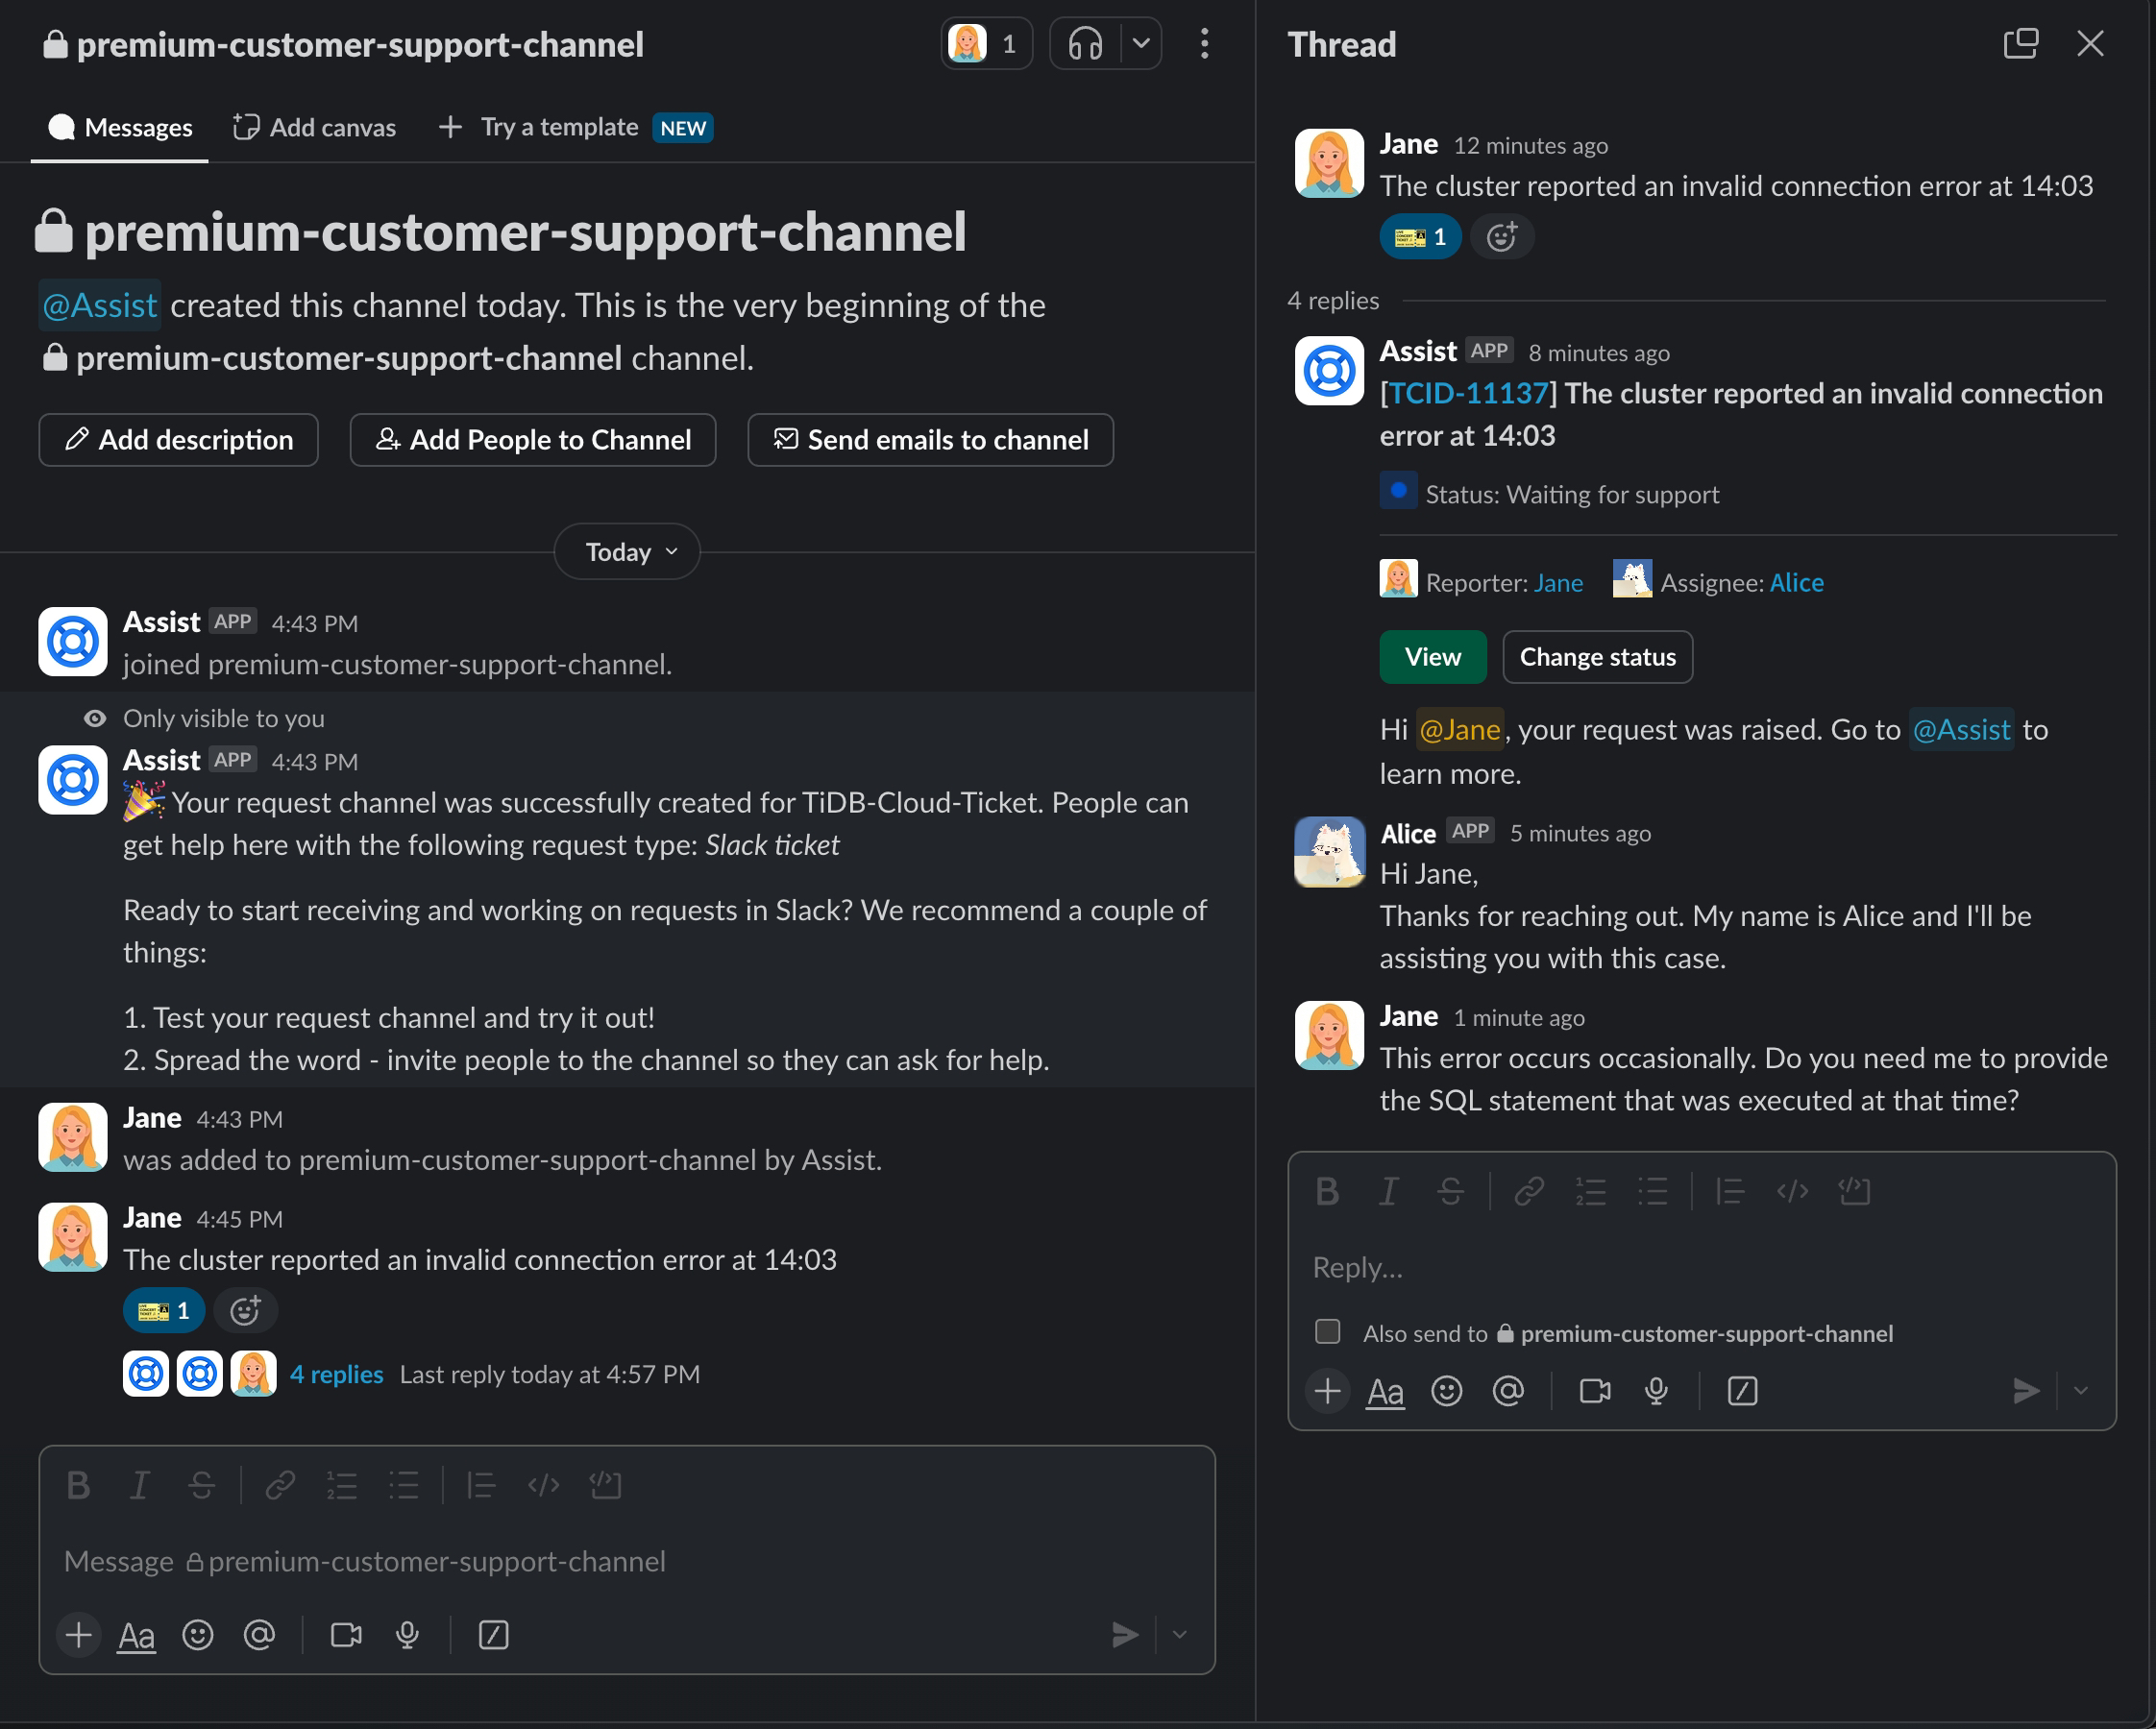 premium-customer-support-channel
1
Messages
Add canvas
Try a template NEW
premium-customer-support-channel
@Assist created this channel today. This is the very beginning of the
premium-customer-support-channel channel.
Add description
Add People to Channel
Send emails to channel
Today
Assist APP 4:43 PM
joined premium-customer-support-channel.
Only visible to you
Assist APP 4:43 PM
Your request channel was successfully created for TiDB-Cloud-Ticket. People can
get help here with the following request type: Slack ticket
Ready to start receiving and working on requests in Slack? We recommend a couple of
things:
1. Test your request channel and try it out!
2. Spread the word - invite people to the channel so they can ask for help.
Jane 4:43 PM
was added to premium-customer-support-channel by Assist.
Jane 4:45 PM
The cluster reported an invalid connection error at 14:03
1
4 replies Last reply today at 4:57 PM
Message premium-customer-support-channel
Aa
Thread
Jane 12 minutes ago
The cluster reported an invalid connection error at 14:03
1
4 replies
Assist APP 8 minutes ago
[TCID-11137] The cluster reported an invalid connection
error at 14:03
Status: Waiting for support
Reporter: Jane Assignee: Alice
View
Change status
Hi @Jane, your request was raised. Go to @Assist to
learn more.
Alice APP 5 minutes ago
Hi Jane,
Thanks for reaching out. My name is Alice and I'll be
assisting you with this case.
Jane 1 minute ago
This error occurs occasionally. Do you need me to provide
the SQL statement that was executed at that time?
Reply...
Also send to premium-customer-support-channel
Aa